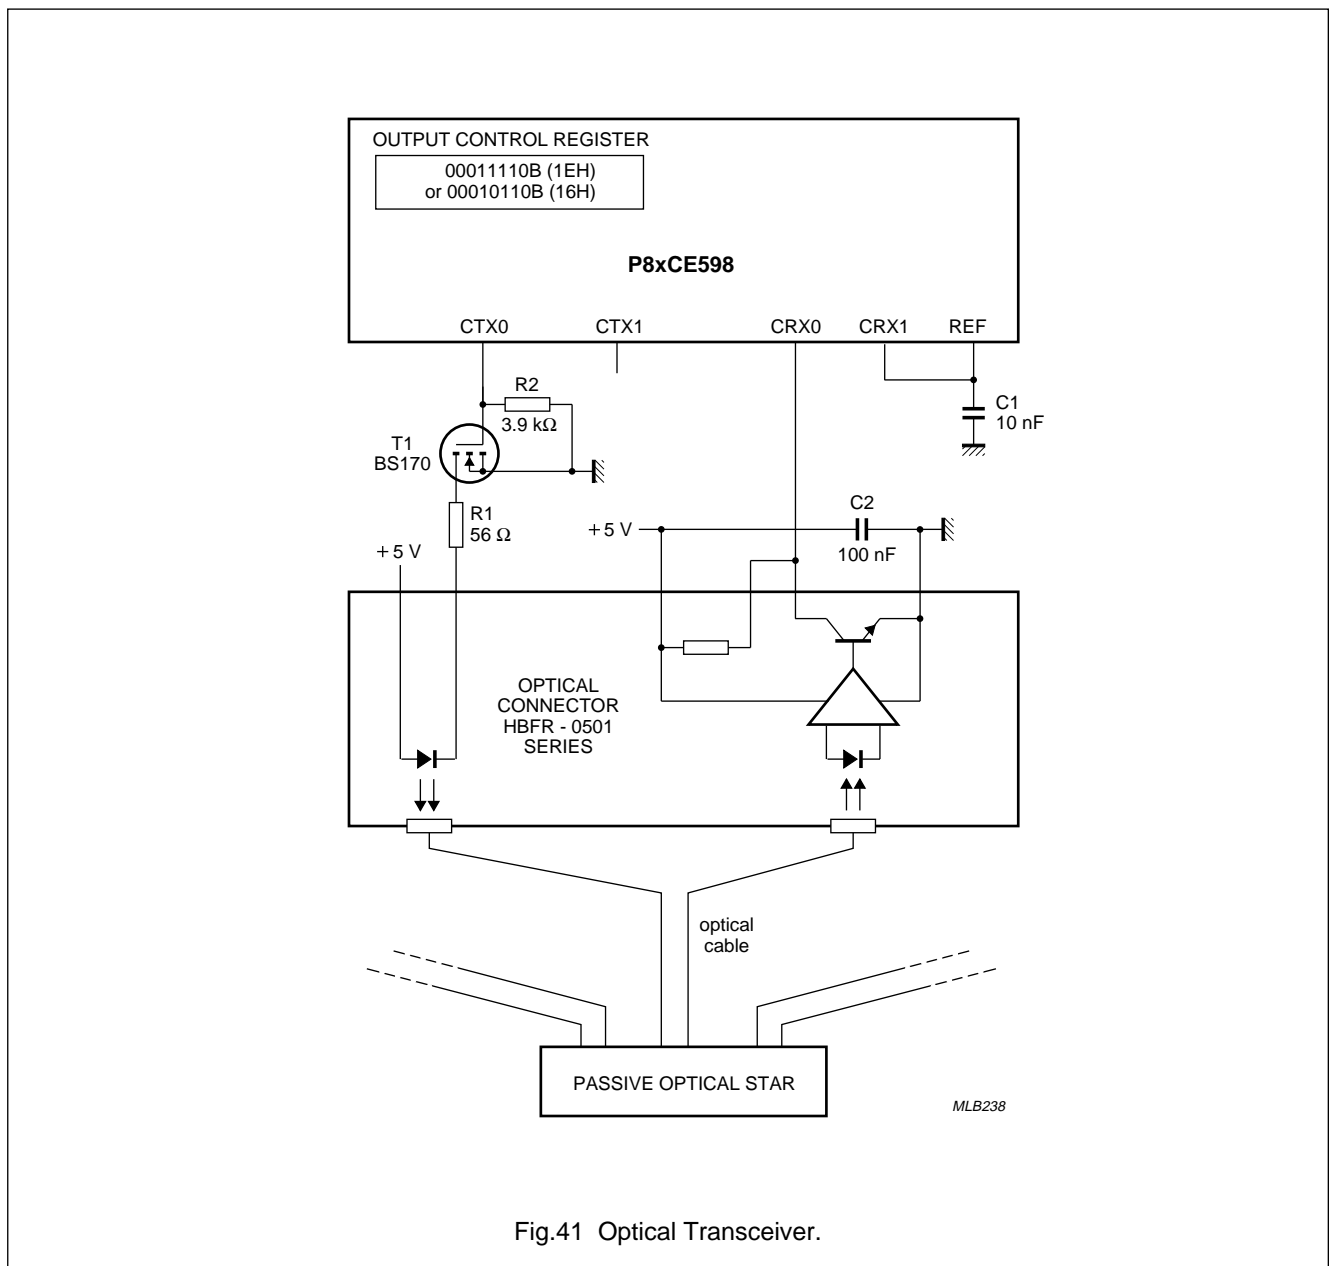 OUTPUT CONTROL REGISTER
00011110B (1EH)
or 00010110B (16H)
P8xCE598
CTX0
CTX1
CRX0
CRX1
REF
R2
3.9 kΩ
C1
10 nF
T1
BS170
R1
56 Ω
+5 V
+5 V
C2
100 nF
OPTICAL
CONNECTOR
HBFR - 0501
SERIES
optical
cable
PASSIVE OPTICAL STAR
MLB238
Fig.41 Optical Transceiver.